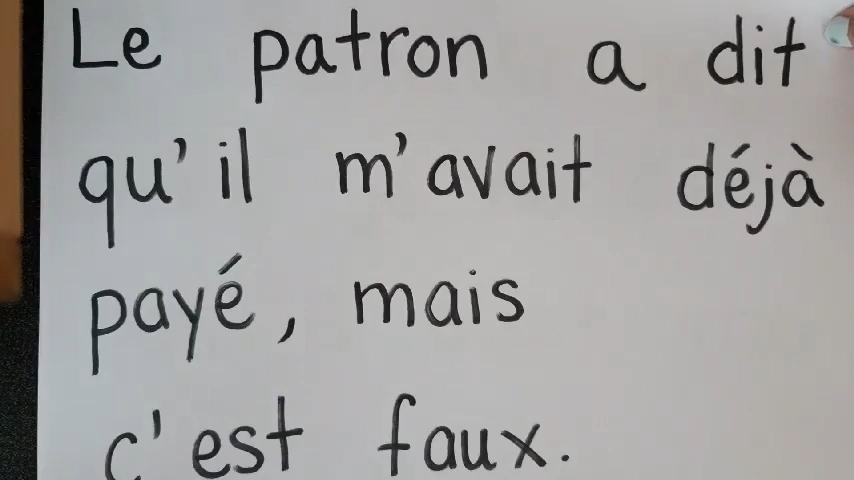 Le patron a dit
qu'il m'avait déjà
payé, mais
c'est faux.